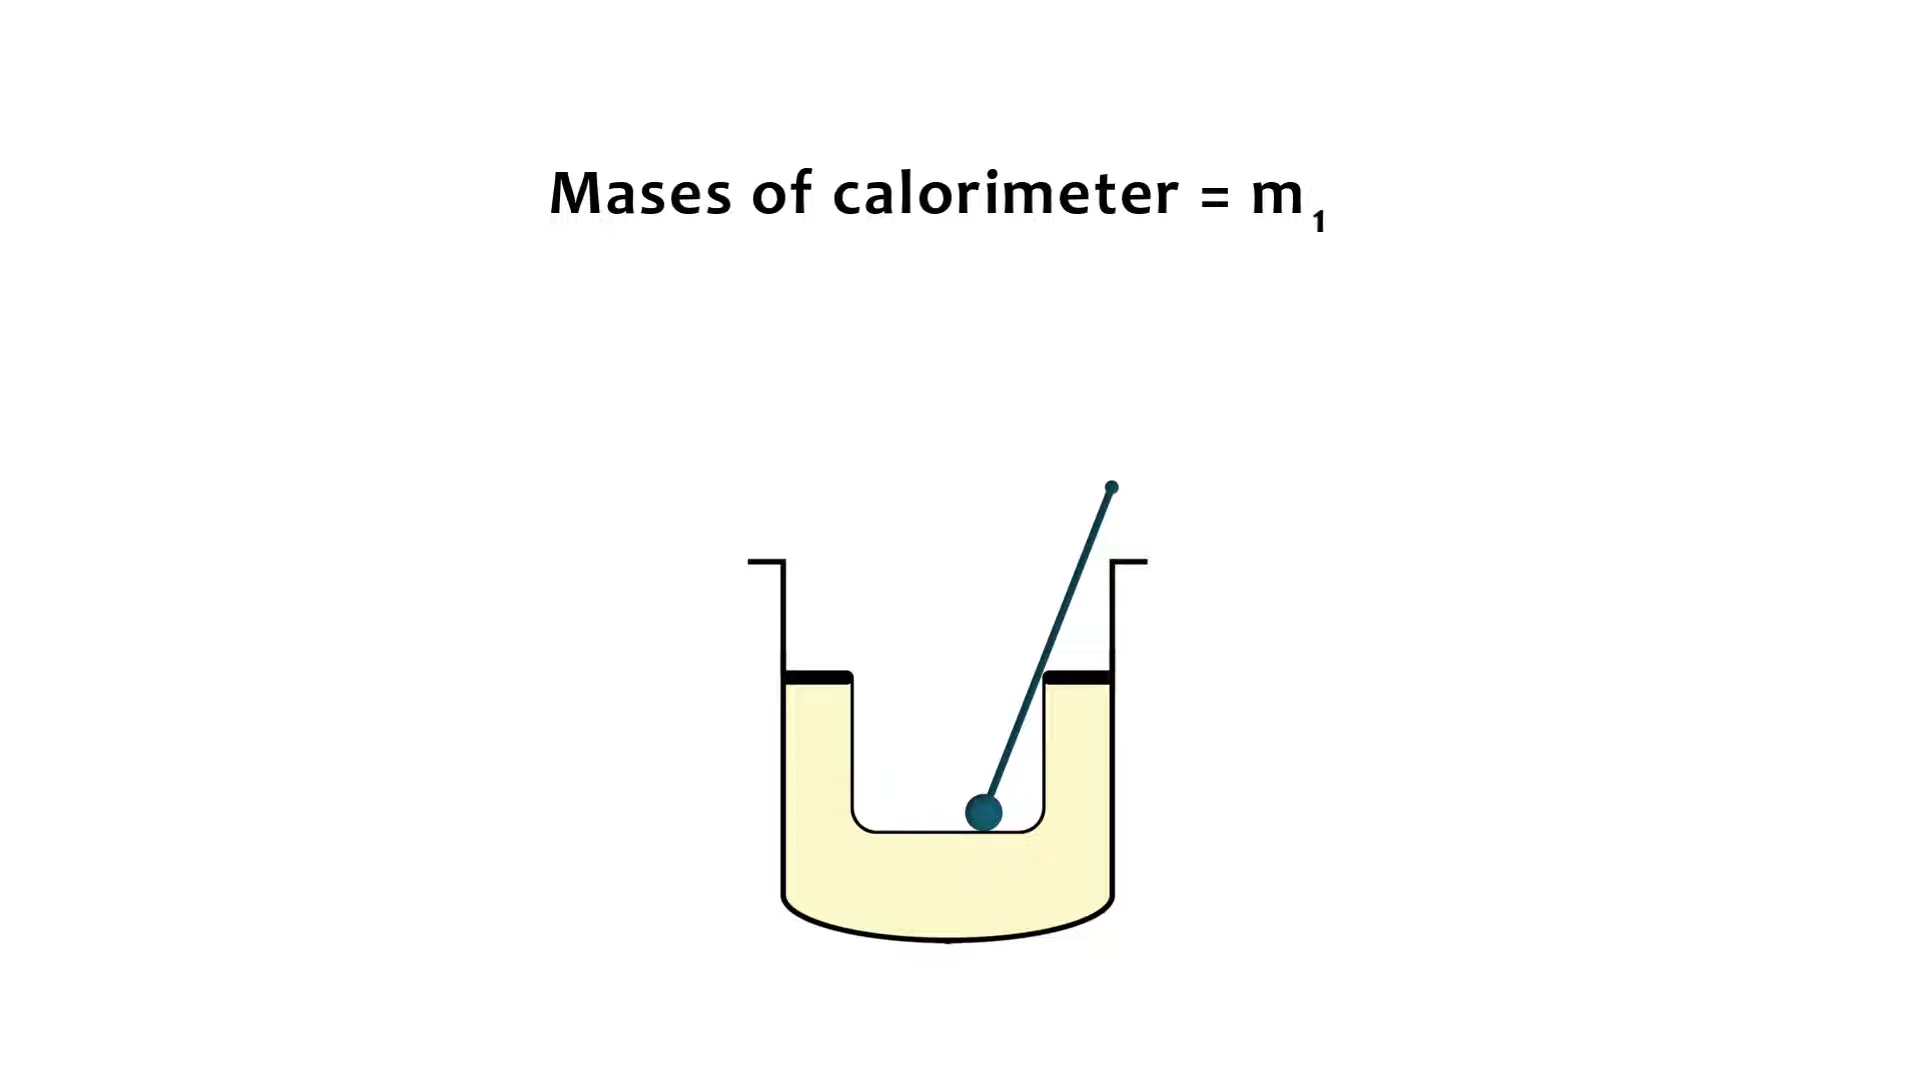 Mases of calorimeter = m₁